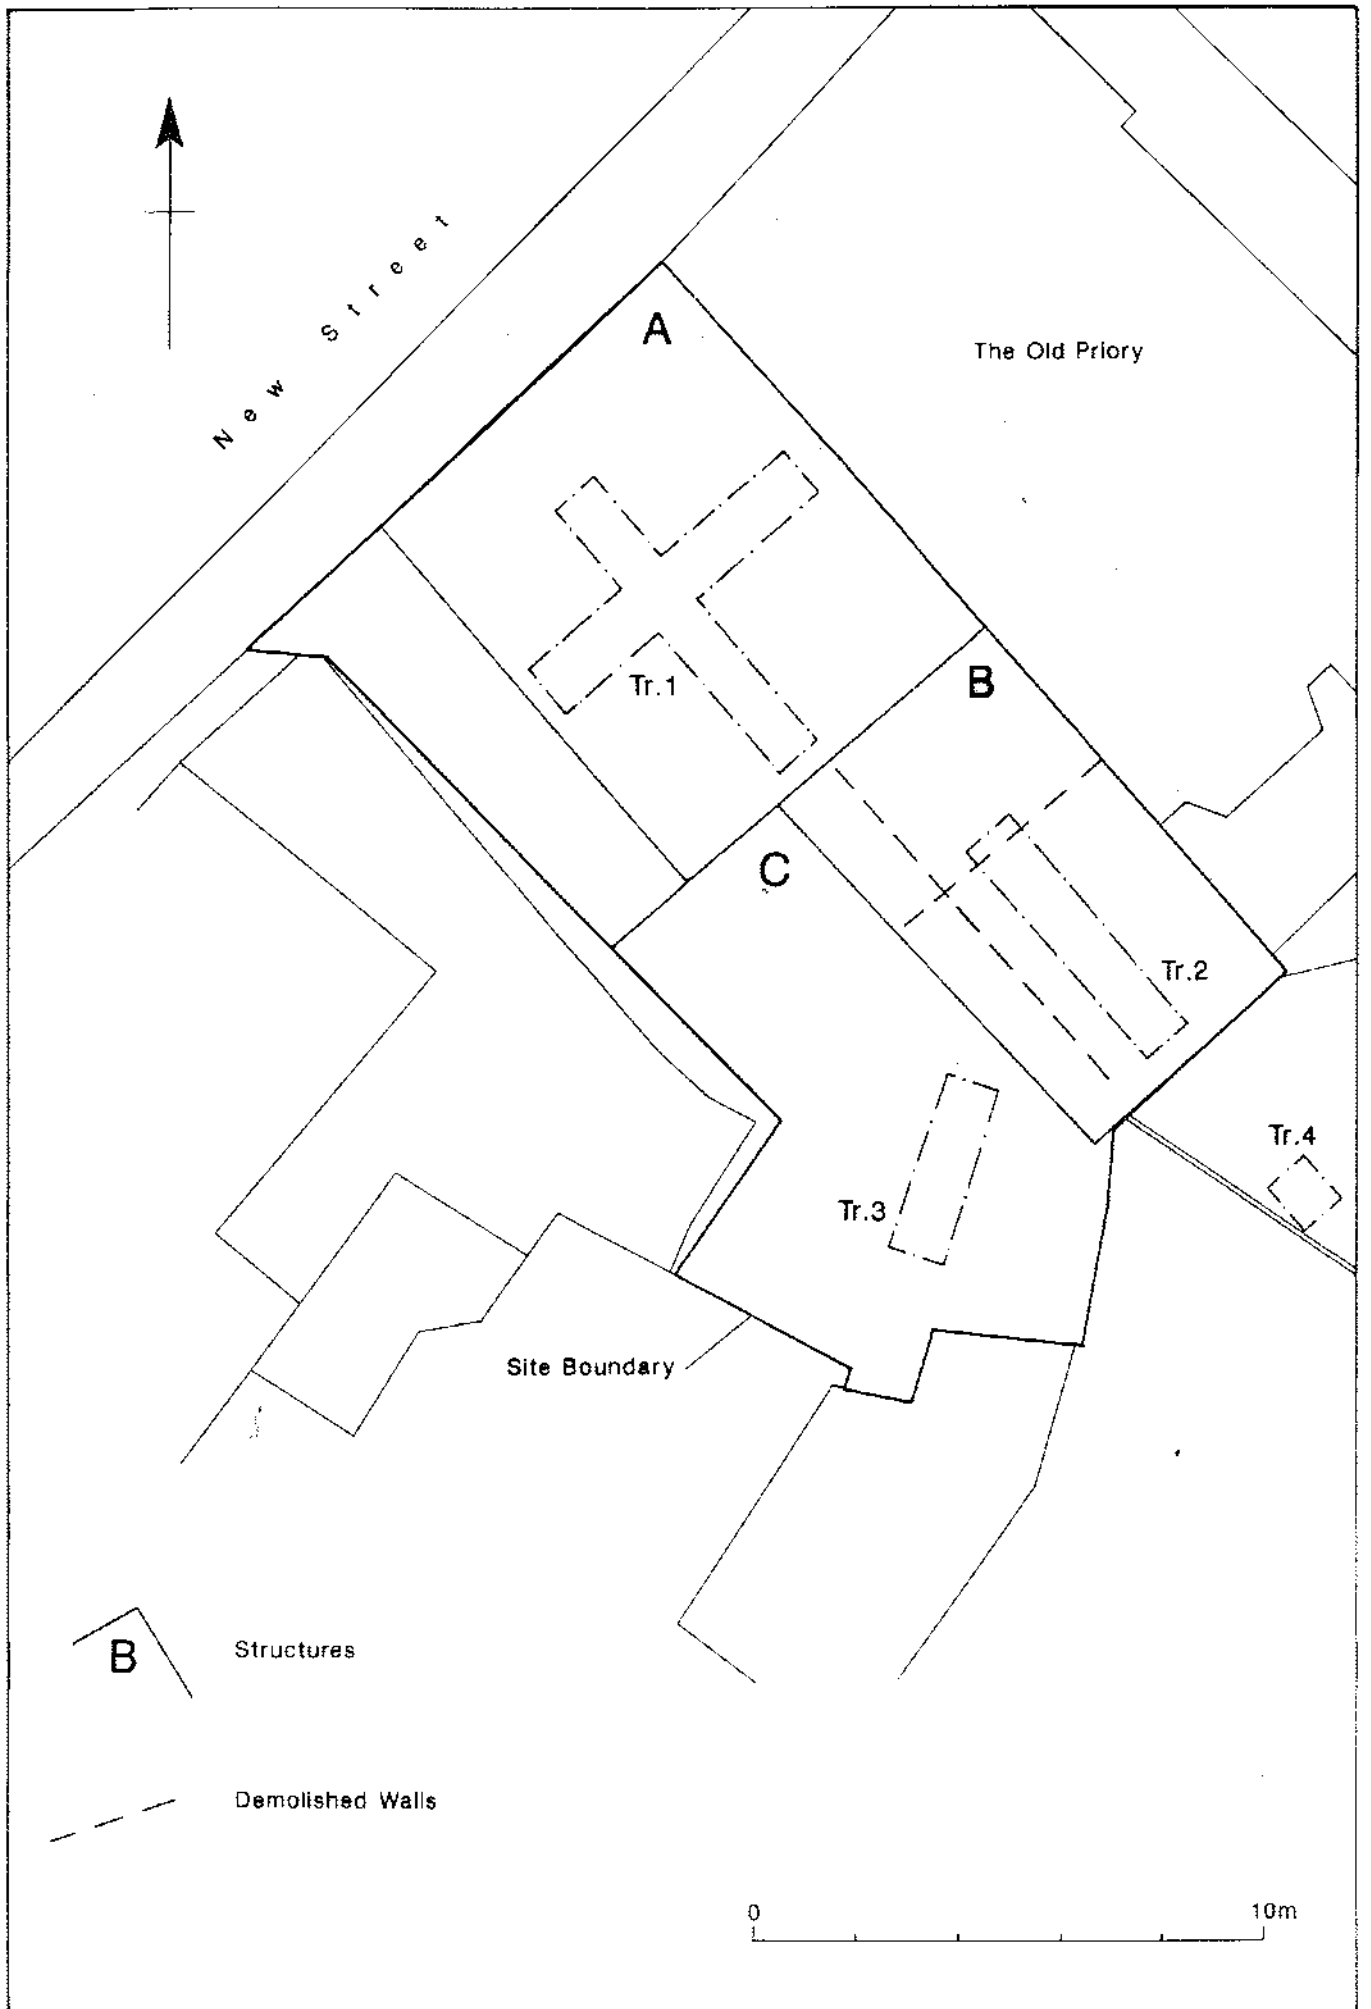 New Street
A
The Old Priory
Tr.1
B
C
Tr.2
Tr.4
Tr.3
Site Boundary
B
Structures
Demolished Walls
0
10m